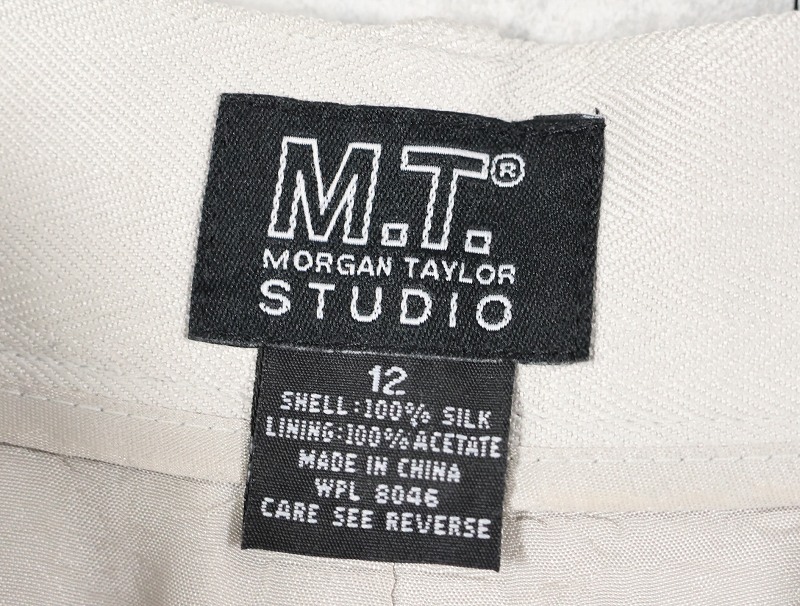 M.T.®
MORGAN TAYLOR
STUDIO
12
SHELL:100% SILK
LINING:100% ACETATE
MADE IN CHINA
WPL 8046
CARE SEE REVERSE